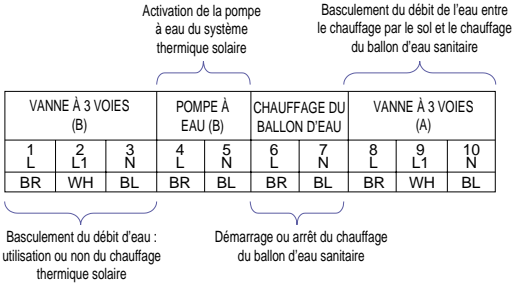 Activation de la pompe
à eau du système
thermique solaire
Basculement du débit de l'eau entre
le chauffage par le sol et le chauffage
du ballon d'eau sanitaire
VANNE À 3 VOIES
(B)
POMPE À
EAU (B)
CHAUFFAGE DU
BALLON D'EAU
VANNE À 3 VOIES
(A)
1 2 3 4 5 6 7 8 9 10
L L1 N L N L N L L1 N
BR WH BL BR BL BR BL BR WH BL
Basculement du débit d'eau :
utilisation ou non du chauffage
thermique solaire
Démarrage ou arrêt du chauffage
du ballon d'eau sanitaire